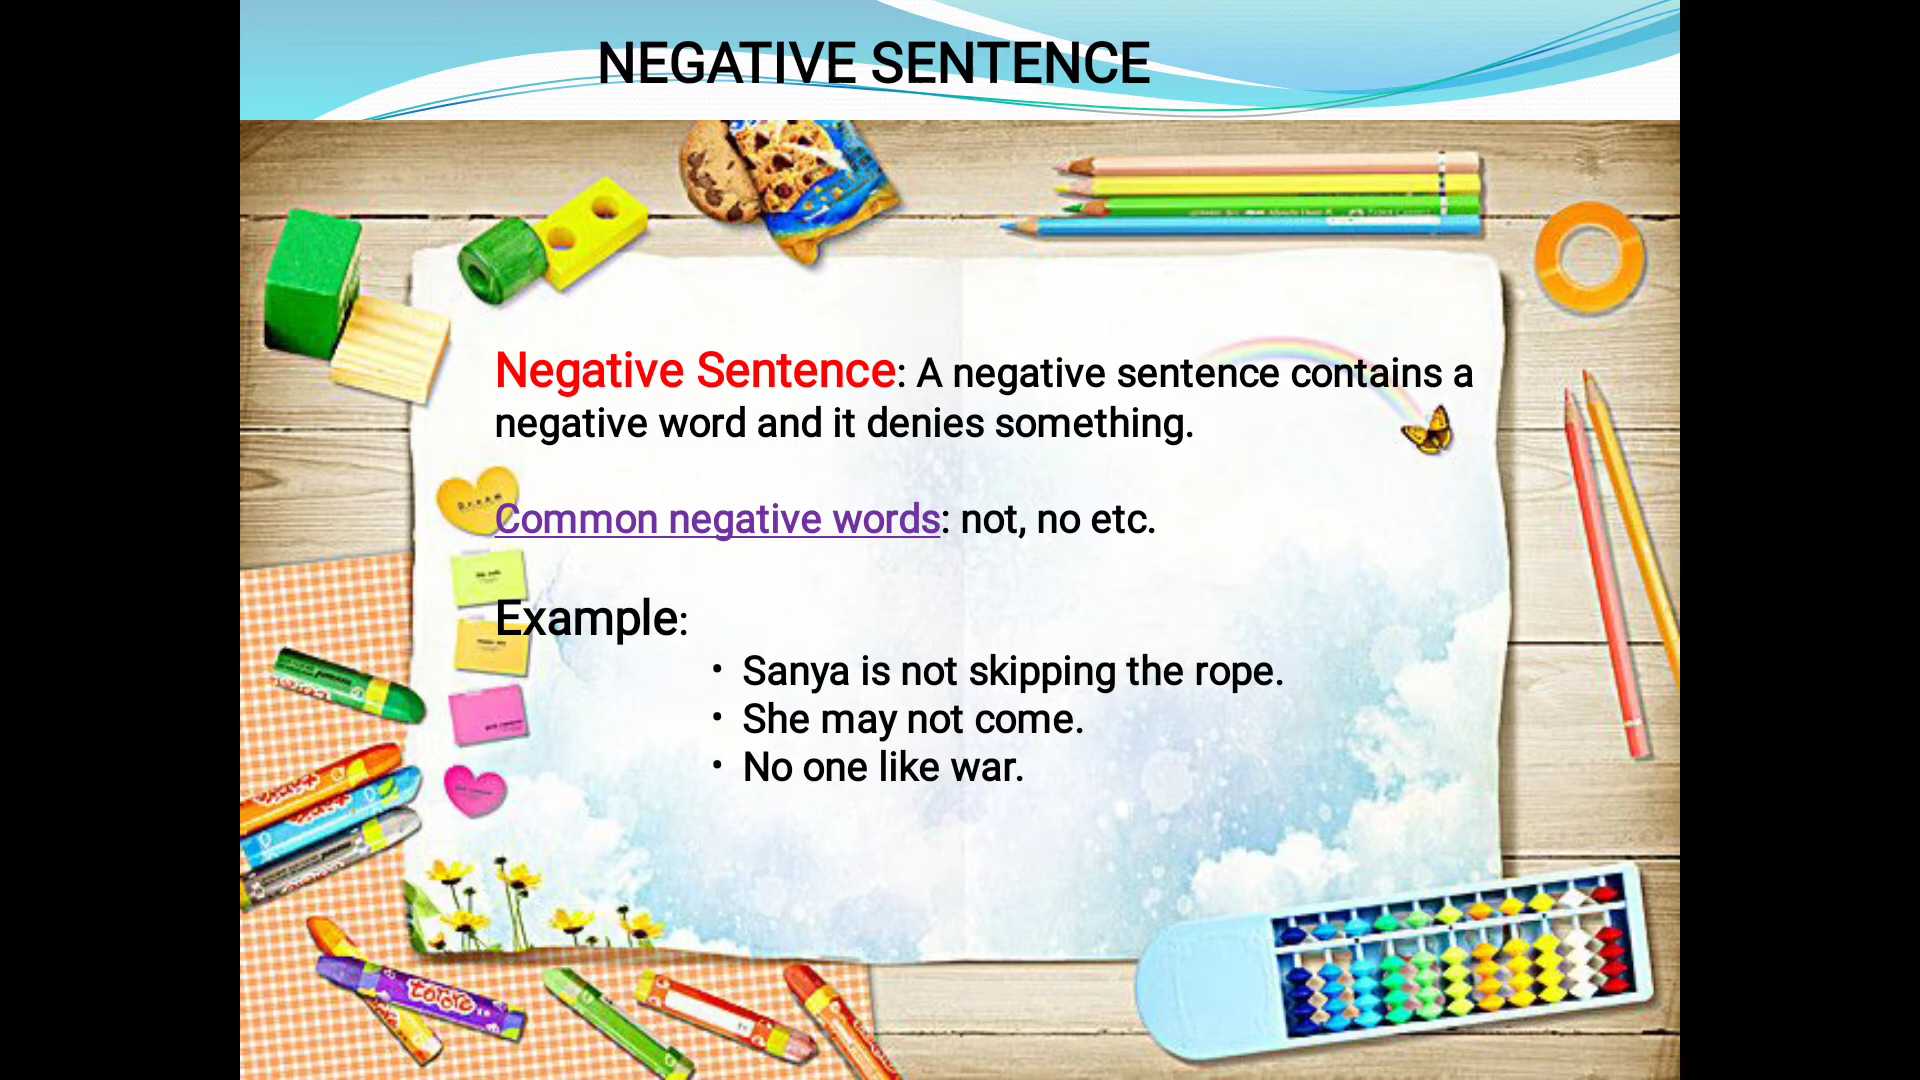 NEGATIVE SENTENCE
Negative Sentence: A negative sentence contains a
negative word and it denies something.
Dream
Common negative words: not, no etc.
Example:
• Sanya is not skipping the rope.
• She may not come.
• No one like war.